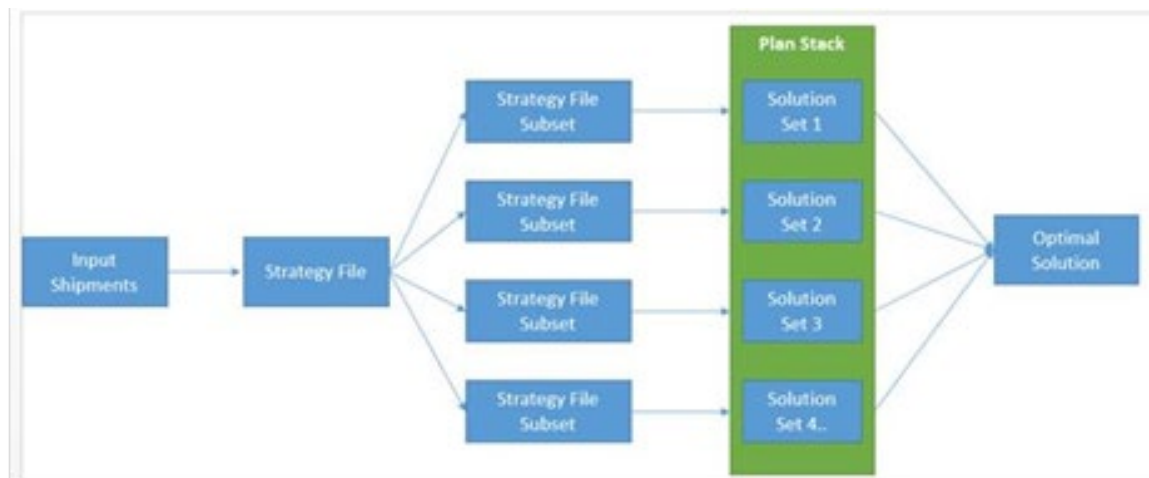 Plan Stack
Strategy File
Subset
Solution
Set 1
Strategy File
Subset
Solution
Set 2
Input
Shipments
Strategy File
Optimal
Solution
Strategy File
Subset
Solution
Set 3
Strategy File
Subset
Solution
Set 4..